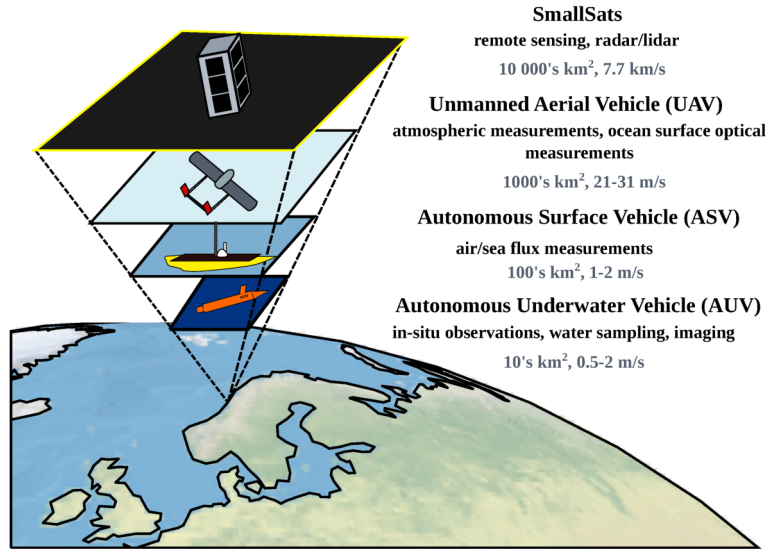 SmallSats
remote sensing, radar/lidar
10 000's km², 7.7 km/s
Unmanned Aerial Vehicle (UAV)
atmospheric measurements, ocean surface optical
measurements
1000's km², 21-31 m/s
Autonomous Surface Vehicle (ASV)
air/sea flux measurements
100's km², 1-2 m/s
Autonomous Underwater Vehicle (AUV)
in-situ observations, water sampling, imaging
10's km², 0.5-2 m/s